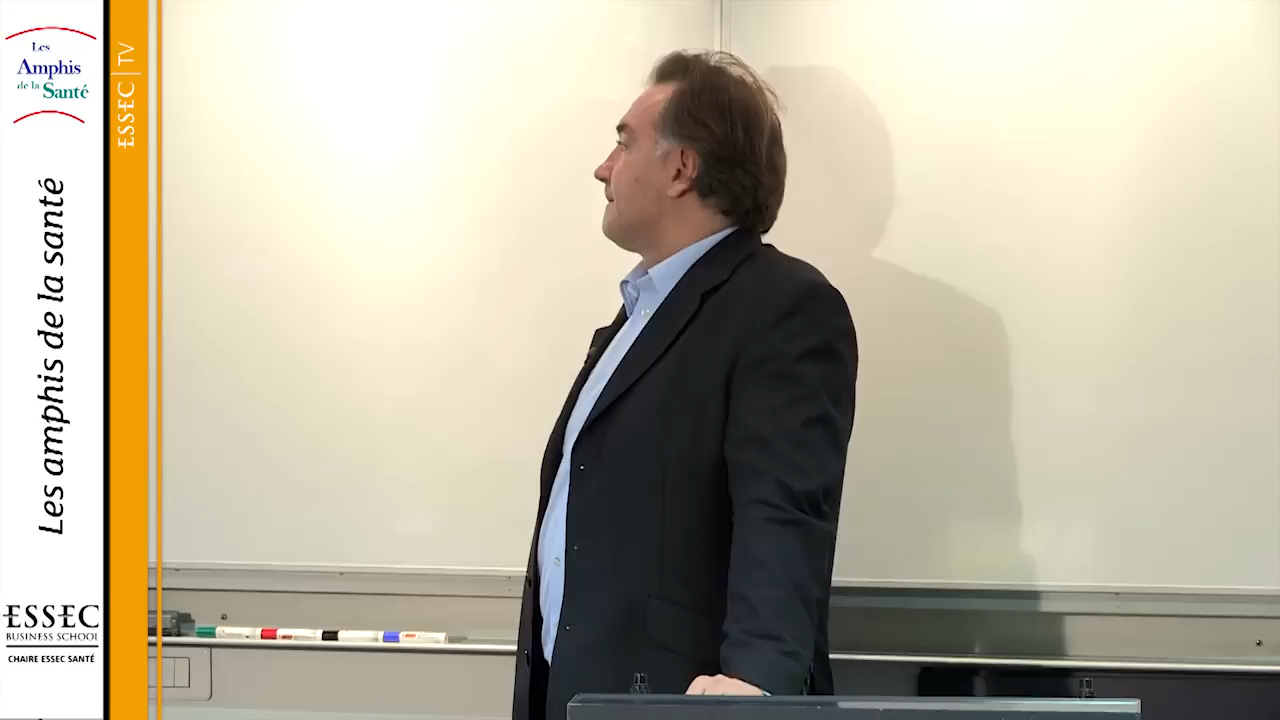 Les
Amphis
de la Santé
ESSEC | TV
Les amphis de la santé
ESSEC
BUSINESS SCHOOL
CHAIRE ESSEC SANTÉ